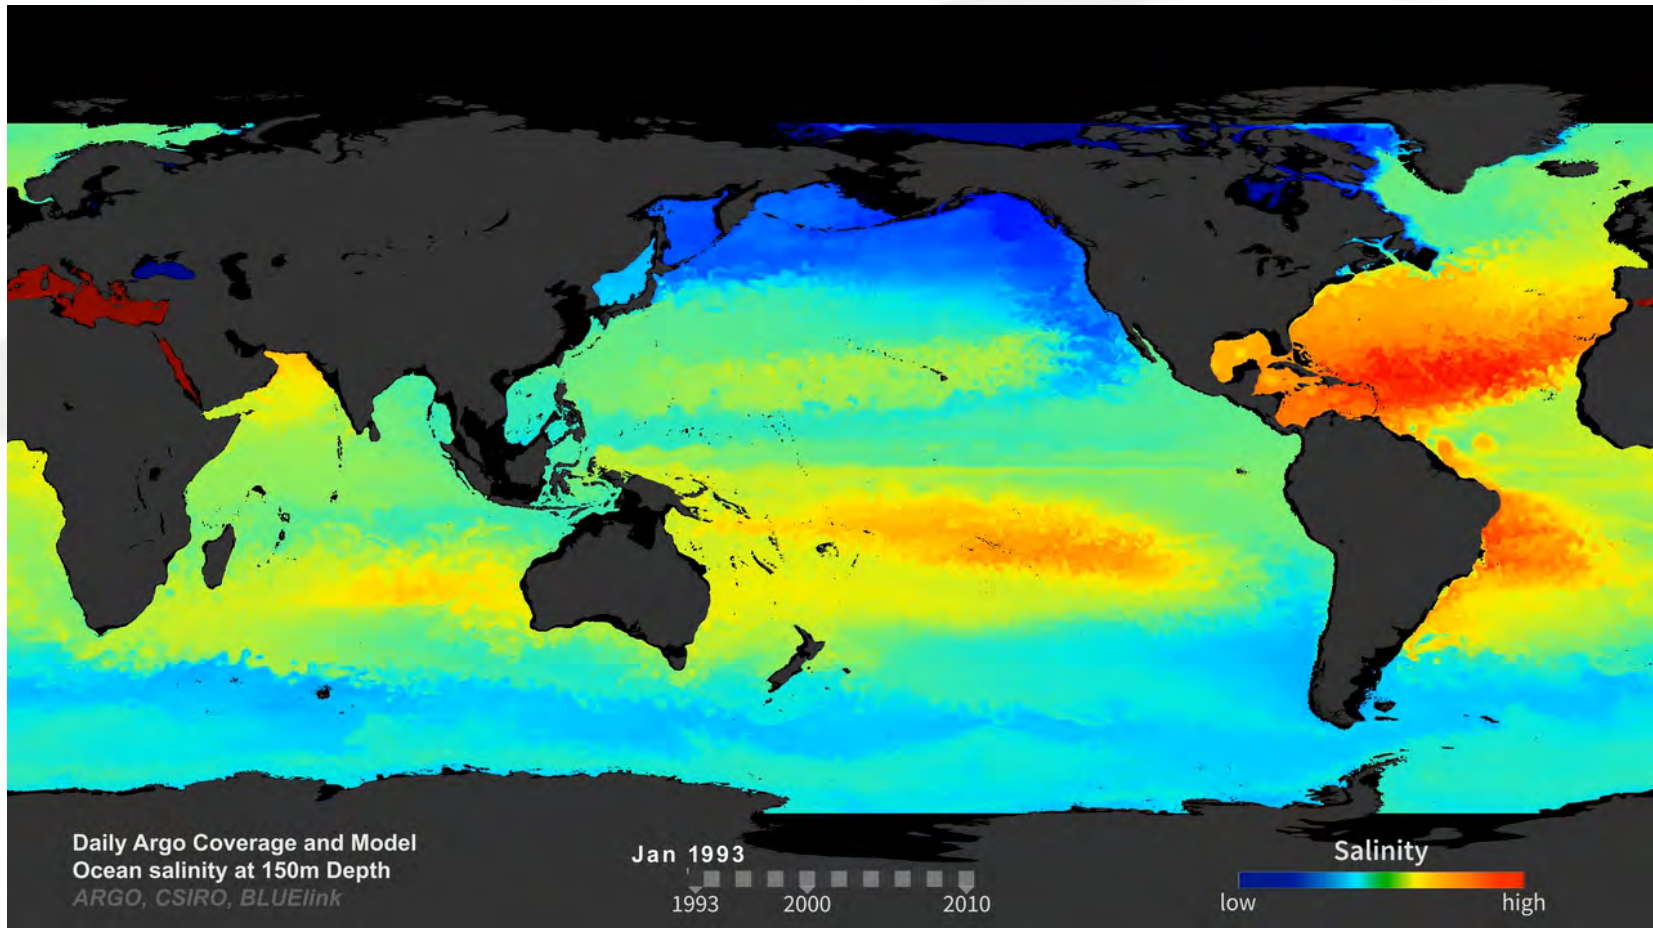 Daily Argo Coverage and Model
Ocean salinity at 150m Depth
ARGO, CSIRO, BLUElink
Jan 1993
1993 2000 2010
Salinity
low high